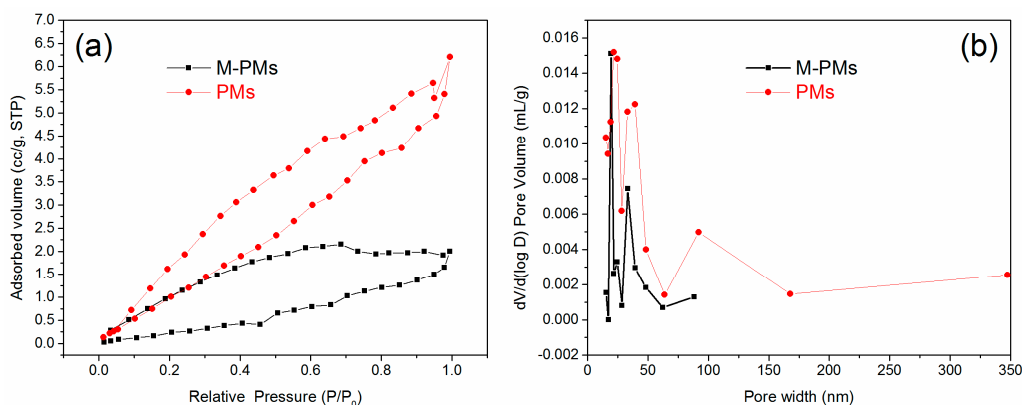 (a)
M-PMs
PMs
7.0
6.5
6.0
5.5
5.0
4.5
4.0
3.5
3.0
2.5
2.0
1.5
1.0
0.5
0.0
Adsorbed volume (cc/g, STP)
0.0 0.2 0.4 0.6 0.8 1.0
Relative Pressure (P/P0)
(b)
M-PMs
PMs
0.016
0.014
0.012
0.010
0.008
0.006
0.004
0.002
0.000
-0.002
dV/d(log D) Pore Volume (mL/g)
0 50 100 150 200 250 300 350
Pore width (nm)